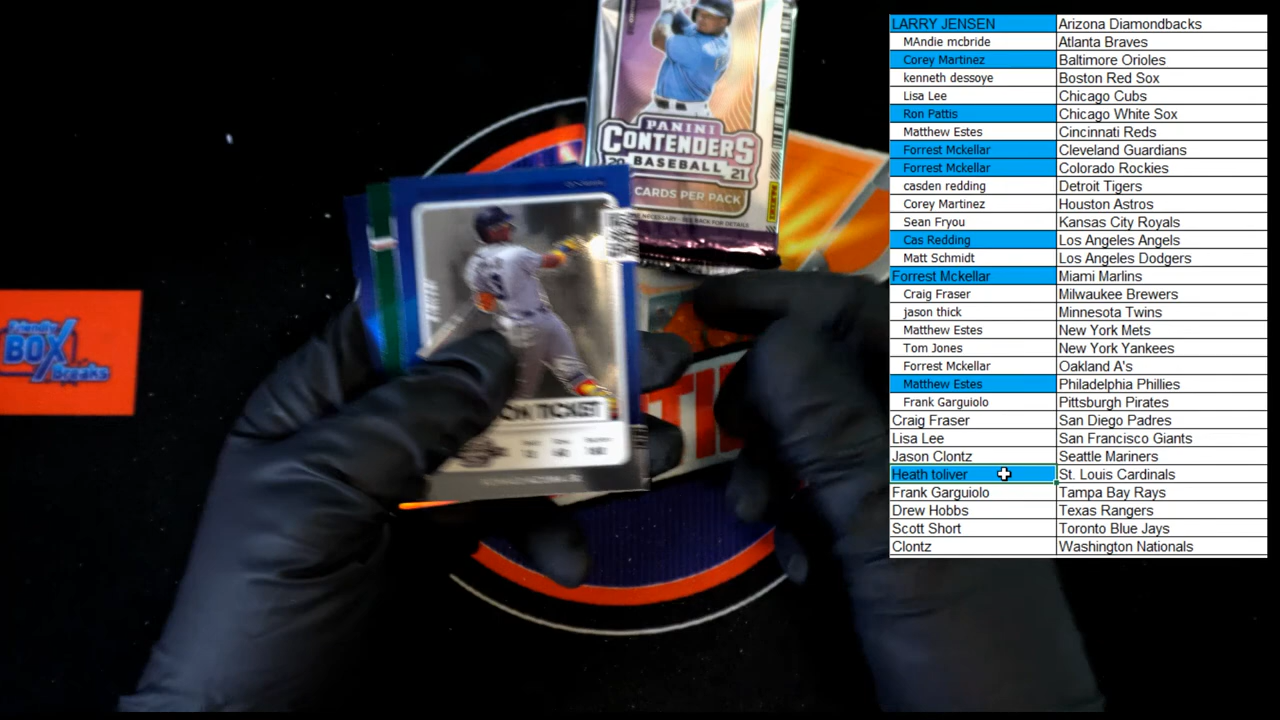 LARRY JENSEN Arizona Diamondbacks
MAndie mcbride Atlanta Braves
Corey Martinez Baltimore Orioles
kenneth dessoye Boston Red Sox
Lisa Lee Chicago Cubs
Ron Pattis Chicago White Sox
Matthew Estes Cincinnati Reds
Forrest Mckellar Cleveland Guardians
Forrest Mckellar Colorado Rockies
casden redding Detroit Tigers
Corey Martinez Houston Astros
Sean Fryou Kansas City Royals
Cas Redding Los Angeles Angels
Matt Schmidt Los Angeles Dodgers
Forrest Mckellar Miami Marlins
Craig Fraser Milwaukee Brewers
jason thick Minnesota Twins
Matthew Estes New York Mets
Tom Jones New York Yankees
Forrest Mckellar Oakland A's
Matthew Estes Philadelphia Phillies
Frank Garguiolo Pittsburgh Pirates
Craig Fraser San Diego Padres
Lisa Lee San Francisco Giants
Jason Clontz Seattle Mariners
Heath toliver St. Louis Cardinals
Frank Garguiolo Tampa Bay Rays
Drew Hobbs Texas Rangers
Scott Short Toronto Blue Jays
Clontz Washington Nationals
PANINI
CONTENDERS
20 BASEBALL 21
CARDS PER PACK
PANINI
TICKET
Friendly
BOX
Breaks